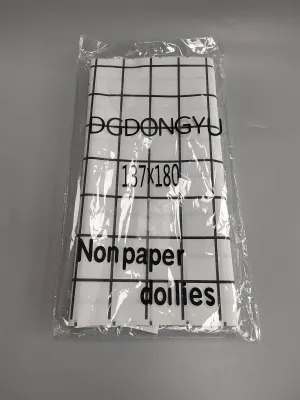 DGDONGYU
137x180
Non paper
doilies